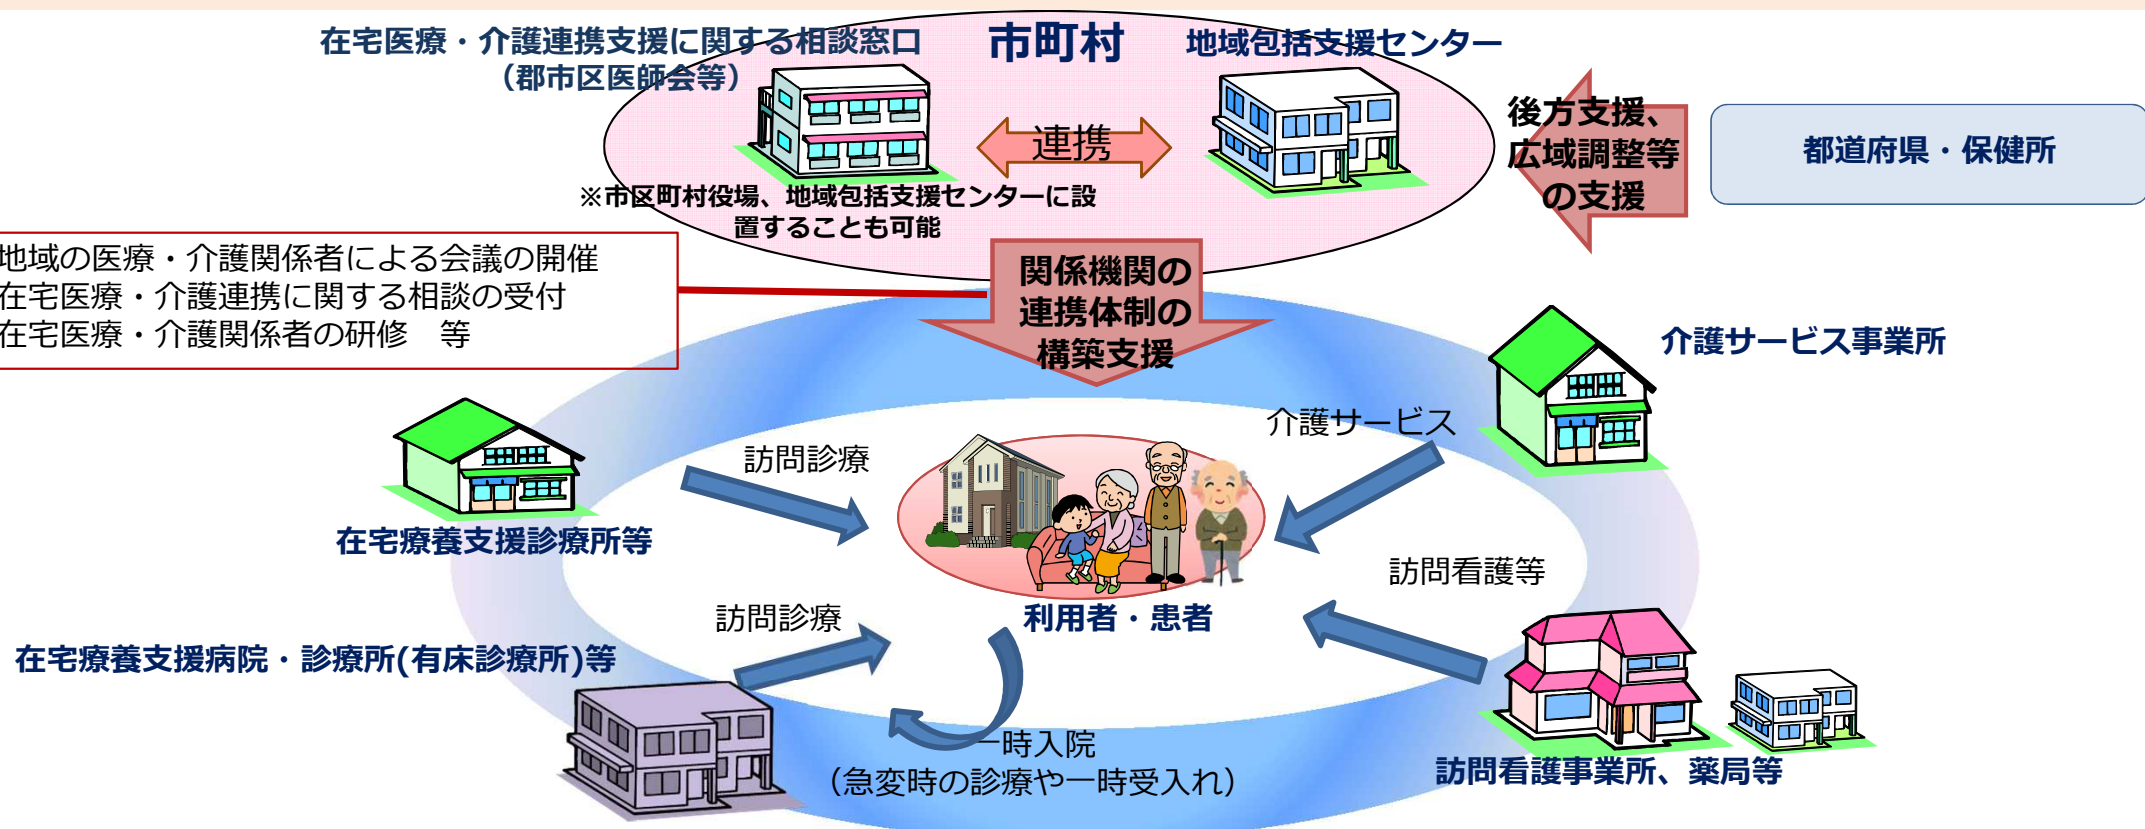 在宅医療・介護連携支援に関する相談窓口
（郡市区医師会等）
市町村
地域包括支援センター
連携
※市区町村役場、地域包括支援センターに設
置することも可能
後方支援、
広域調整等
の支援
都道府県・保健所
地域の医療・介護関係者による会議の開催
在宅医療・介護連携に関する相談の受付
在宅医療・介護関係者の研修　等
関係機関の
連携体制の
構築支援
介護サービス事業所
介護サービス
訪問診療
在宅療養支援診療所等
訪問看護等
利用者・患者
訪問診療
在宅療養支援病院・診療所(有床診療所)等
一時入院
（急変時の診療や一時受入れ）
訪問看護事業所、薬局等